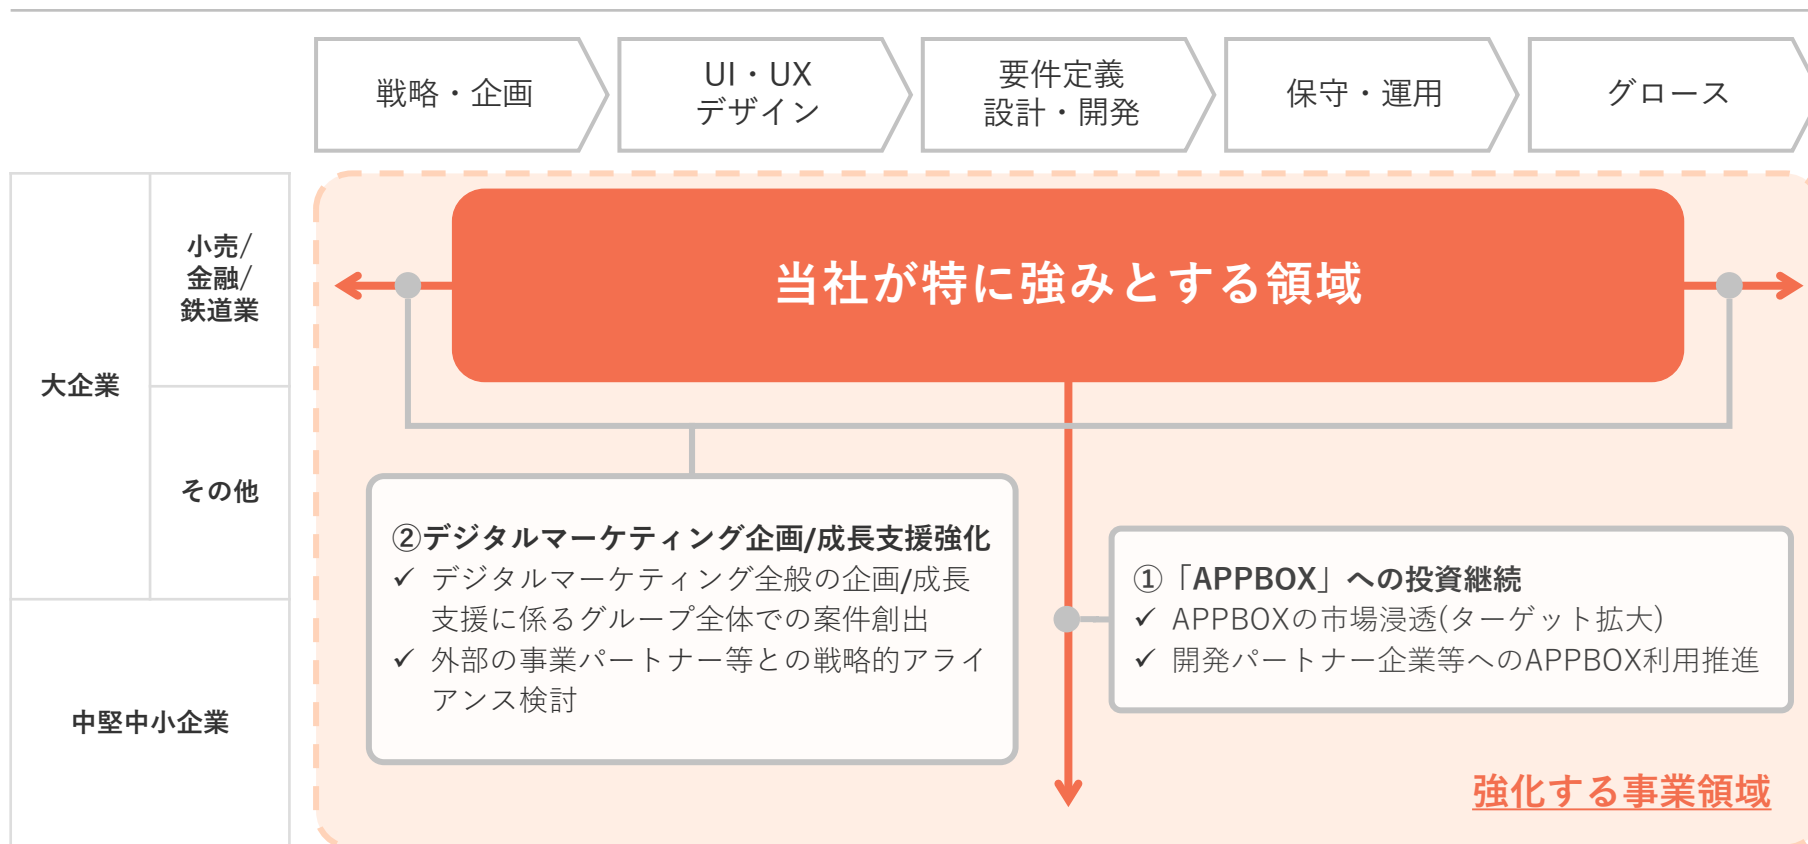 戦略・企画
UI・UX
デザイン
要件定義
設計・開発
保守・運用
グロース
大企業
小売/
金融/
鉄道業
その他
中堅中小企業
当社が特に強みとする領域
②デジタルマーケティング企画/成長支援強化
✓ デジタルマーケティング全般の企画/成長
支援に係るグループ全体での案件創出
✓ 外部の事業パートナー等との戦略的アライ
アンス検討
①「APPBOX」への投資継続
✓ APPBOXの市場浸透(ターゲット拡大)
✓ 開発パートナー企業等へのAPPBOX利用推進
強化する事業領域